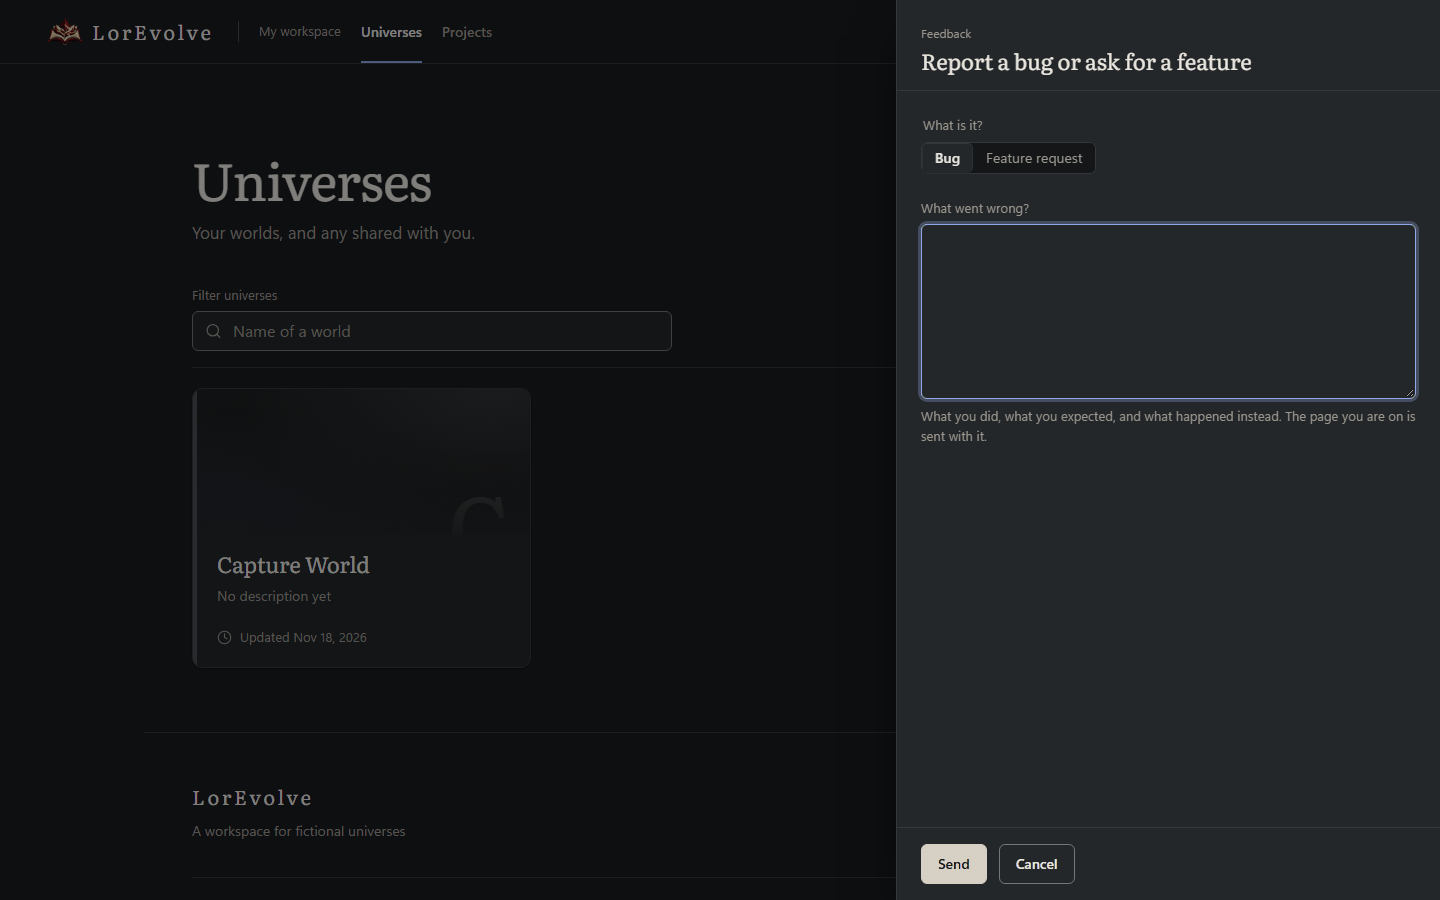 LorEvolve
My workspace
Universes
Projects
Universes
Your worlds, and any shared with you.
Filter universes
Name of a world
C
Capture World
No description yet
Updated Nov 18, 2026
LorEvolve
A workspace for fictional universes
Feedback
Report a bug or ask for a feature
What is it?
Bug
Feature request
What went wrong?
What you did, what you expected, and what happened instead. The page you are on is
sent with it.
Send
Cancel